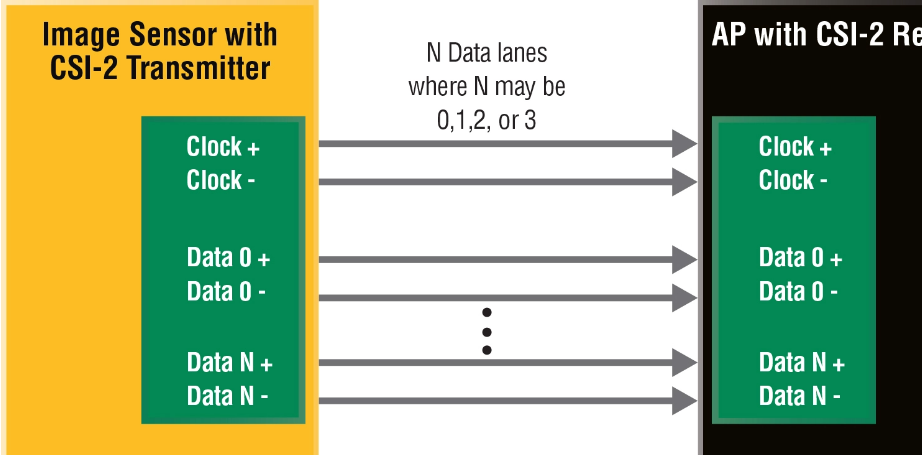 Image Sensor with
CSI-2 Transmitter
N Data lanes
where N may be
0,1,2, or 3
AP with CSI-2 Re
Clock +
Clock -
Data 0 +
Data 0 -
Data N +
Data N -
Clock +
Clock -
Data 0 +
Data 0 -
Data N +
Data N -